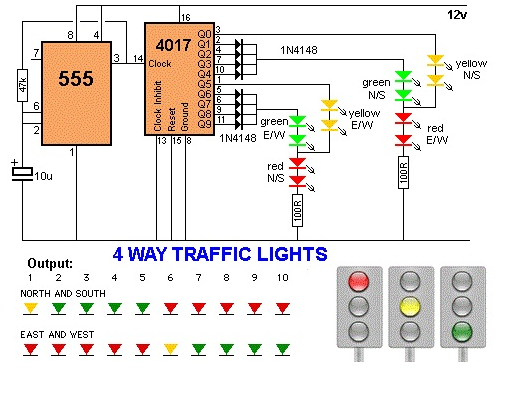 12v
16
8
4
3
Q0
2
Q1
4
Q2
7
Q3
10
Q4
1
Q5
5
Q6
6
Q7
9
Q8
11
Q9
1N4148
yellow
N/S
7
3
14
4017
Clock
555
47k
green
N/S
6
2
Clock Inhibit
Reset
Ground
green
E/W
yellow
E/W
red
E/W
1N4148
1
13
15
8
red
N/S
+
10u
100R
100R
4 WAY TRAFFIC LIGHTS
Output:
1 2 3 4 5 6 7 8 9 10
NORTH AND SOUTH
EAST AND WEST